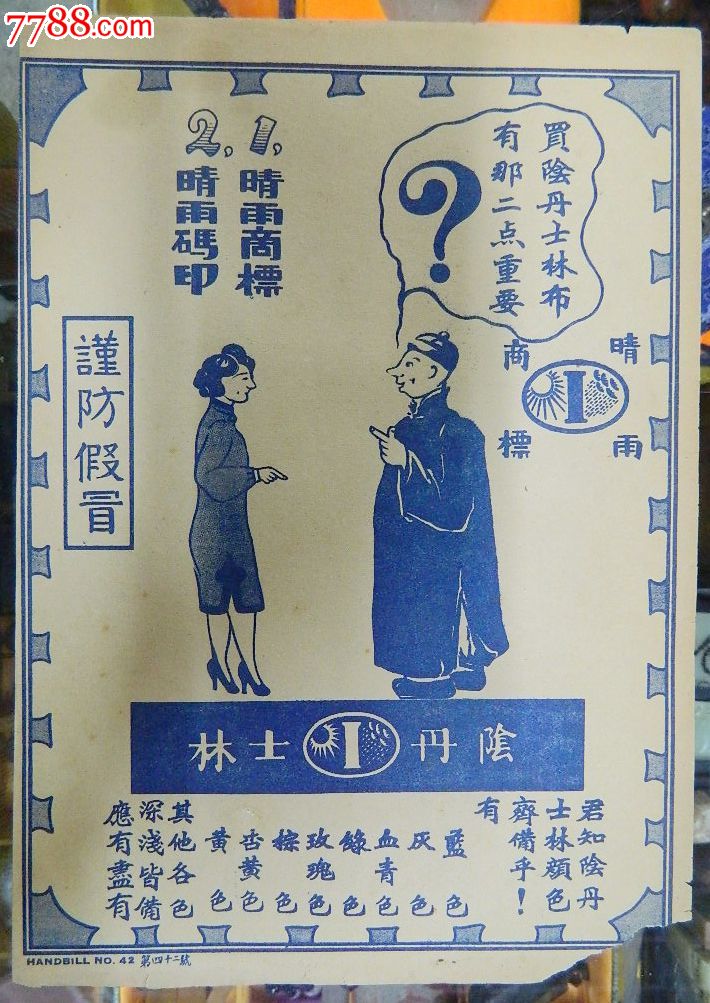 7788.com
買陰丹士林布
有那二点重要
?
1,晴雨商標
2,晴雨碼印
謹防假冒
晴雨
商標
I
陰丹 I 士林
君知陰丹
士林顏色
齊備乎!
有
藍色
灰色
血青色
綠色
玫瑰色
棕色
杏黄色
黄色
其他各色
深淺皆備
應有盡有
HANDBILL NO. 42 第四十二號